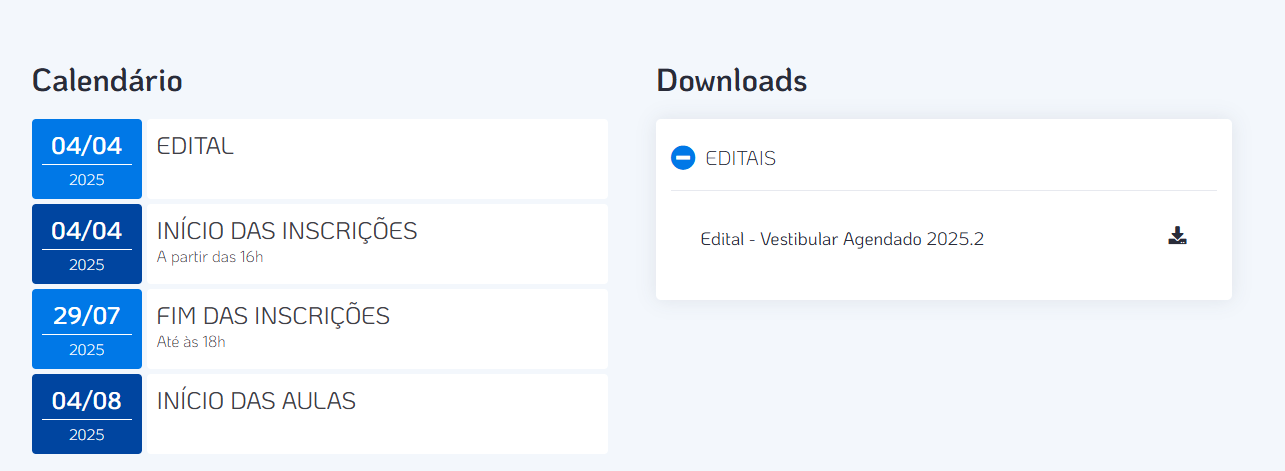 Calendário
04/04
2025
EDITAL
04/04
2025
INÍCIO DAS INSCRIÇÕES
A partir das 16h
29/07
2025
FIM DAS INSCRIÇÕES
Até às 18h
04/08
2025
INÍCIO DAS AULAS
Downloads
EDITAIS
Edital - Vestibular Agendado 2025.2